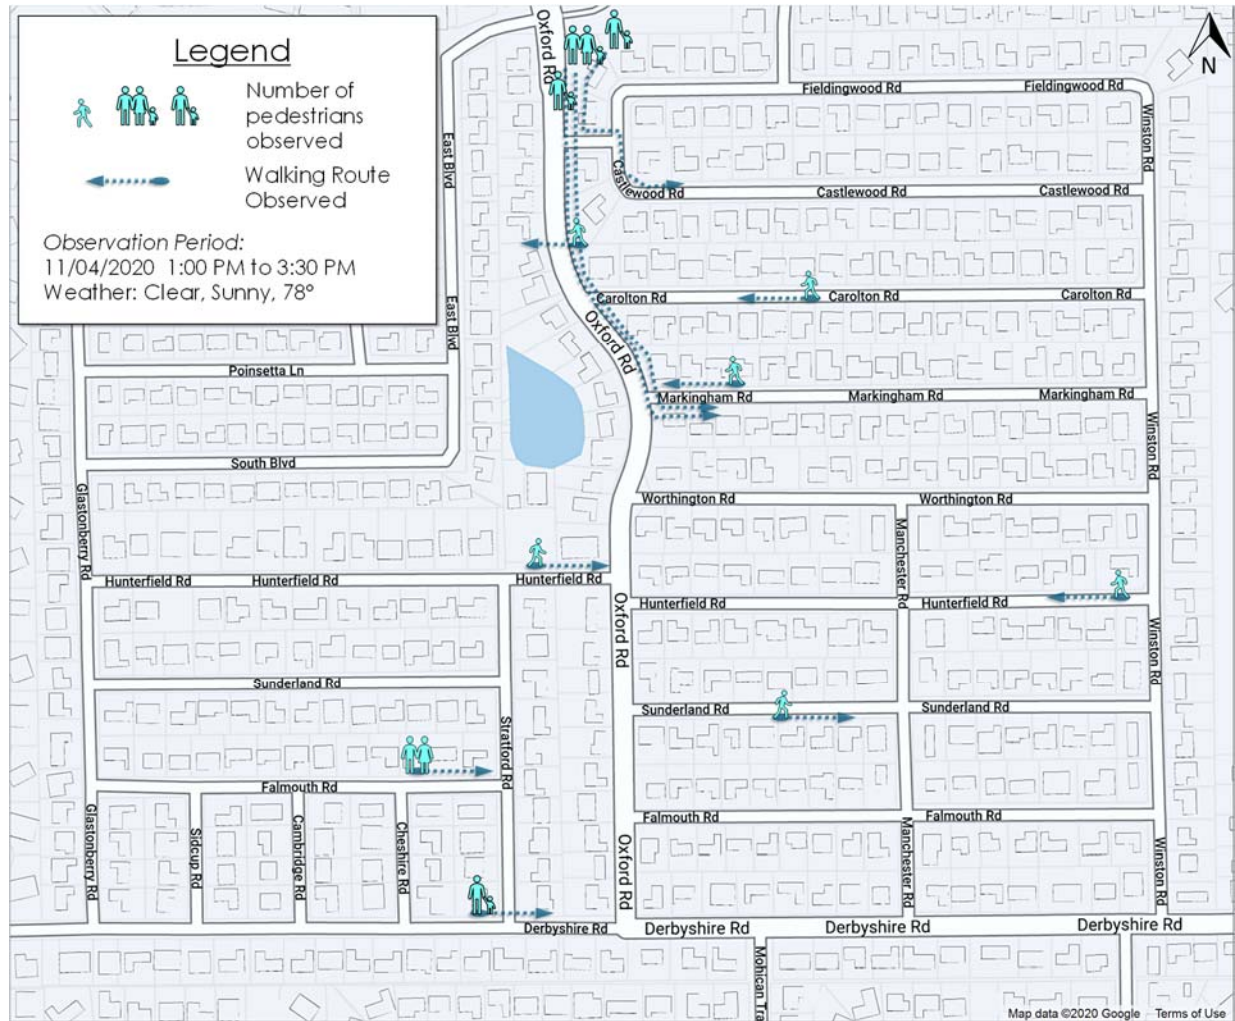 Legend
Number of
pedestrians
observed
Walking Route
Observed
Observation Period:
11/04/2020 1:00 PM to 3:30 PM
Weather: Clear, Sunny, 78°
N
Oxford Rd
Oxford Rd
Fieldingwood Rd
Fieldingwood Rd
Winston Rd
East Blvd
Castlewood Rd
Castlewood Rd
Castlewood Rd
East Blvd
Carolton Rd
Carolton Rd
Carolton Rd
Oxford Rd
Poinsetta Ln
Markingham Rd
Markingham Rd
Markingham Rd
Winston Rd
South Blvd
Glastonberry Rd
Worthington Rd
Worthington Rd
Manchester Rd
Hunterfield Rd
Hunterfield Rd
Hunterfield Rd
Oxford Rd
Hunterfield Rd
Hunterfield Rd
Winston Rd
Sunderland Rd
Sunderland Rd
Sunderland Rd
Stratford Rd
Falmouth Rd
Falmouth Rd
Falmouth Rd
Glastonberry Rd
Sidcup Rd
Cambridge Rd
Cheshire Rd
Oxford Rd
Manchester Rd
Winston Rd
Derbyshire Rd
Derbyshire Rd
Derbyshire Rd
Derbyshire Rd
Mohican Tra
Map data ©2020 Google Terms of Use